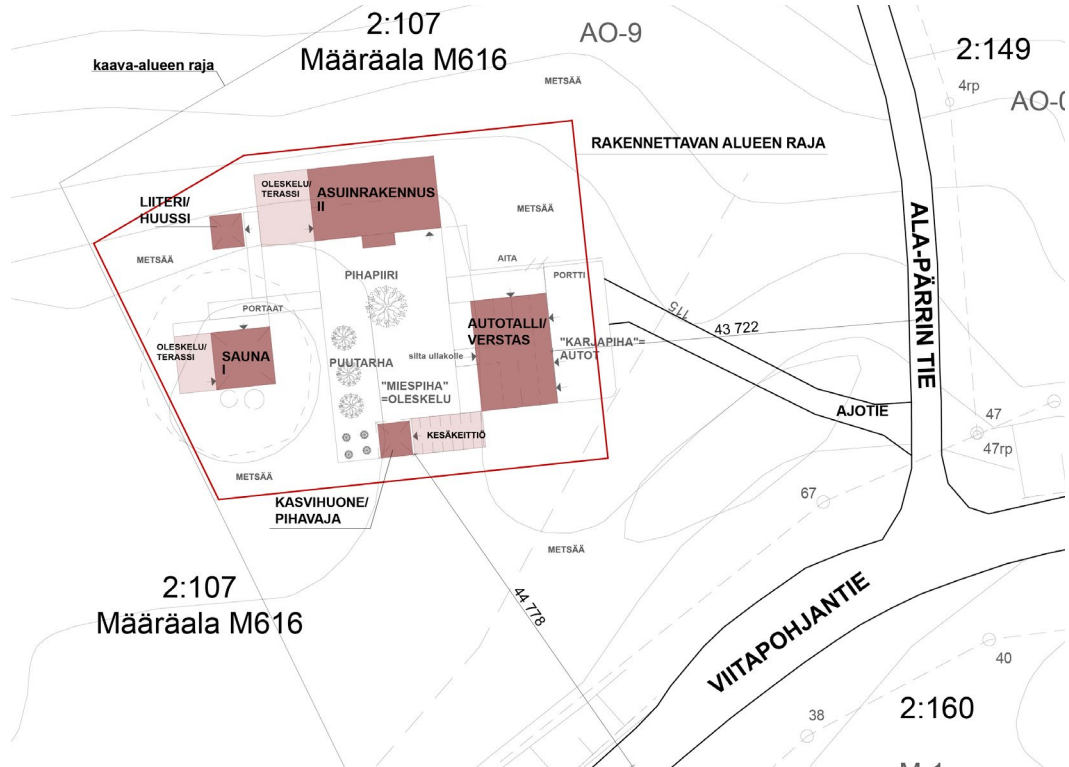 2:107
Määräala M616
AO-9
2:149
kaava-alueen raja
METSÄÄ
4rp
AO-0
RAKENNETTAVAN ALUEEN RAJA
OLESKELU/
TERASSI
ASUINRAKENNUS
II
LIITERI/
HUUSSI
METSÄÄ
ALA-PÄRRIN TIE
METSÄÄ
AITA
PIHAPIIRI
PORTTI
PORTAAT
115
43 722
AUTOTALLI/
VERSTAS
OLESKELU/
TERASSI
SAUNA
I
silta ullakolle
"KARJAPIHA"=
AUTOT
PUUTARHA
"MIESPIHA"
=OLESKELU
AJOTIE
47
KESÄKEITTIÖ
47rp
METSÄÄ
67
KASVIHUONE/
PIHAVAJA
METSÄÄ
2:107
Määräala M616
44 778
VIITAPOHJANTIE
40
2:160
38